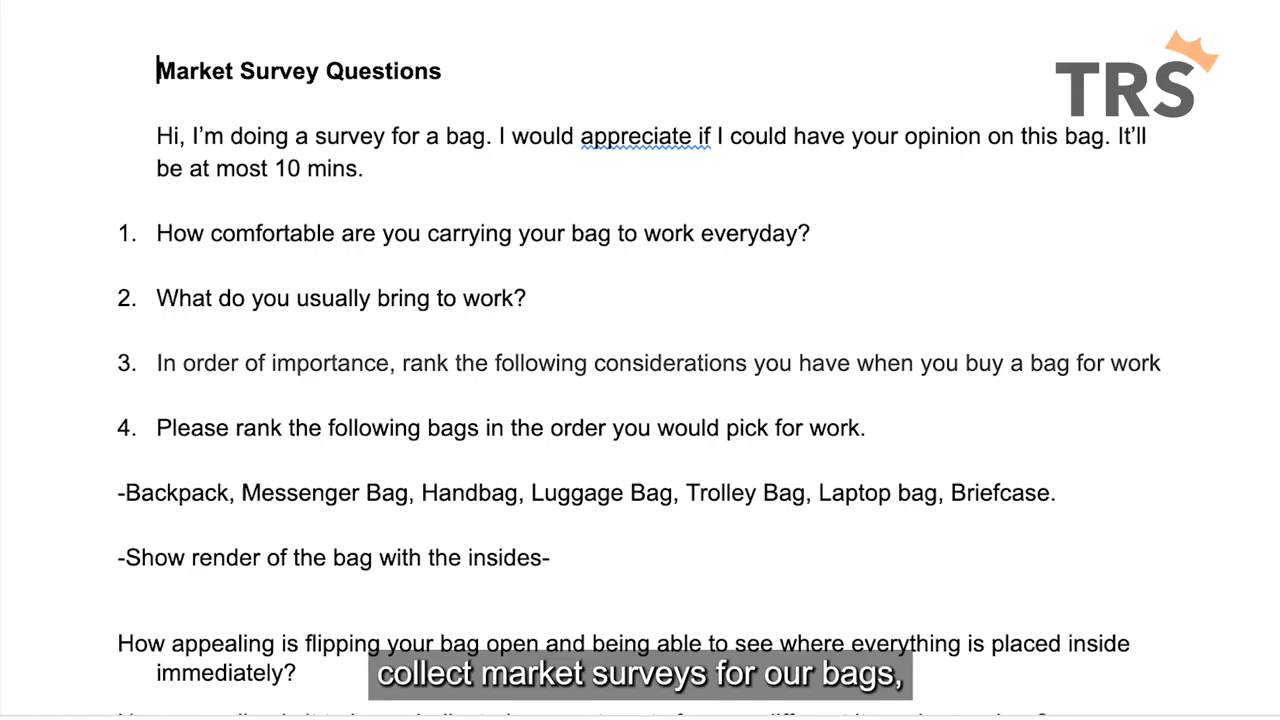 TRS
Market Survey Questions
Hi, I'm doing a survey for a bag. I would appreciate if I could have your opinion on this bag. It'll
be at most 10 mins.
1. How comfortable are you carrying your bag to work everyday?
2. What do you usually bring to work?
3. In order of importance, rank the following considerations you have when you buy a bag for work
4. Please rank the following bags in the order you would pick for work.
-Backpack, Messenger Bag, Handbag, Luggage Bag, Trolley Bag, Laptop bag, Briefcase.
-Show render of the bag with the insides-
How appealing is flipping your bag open and being able to see where everything is placed inside
immediately?
collect market surveys for our bags,